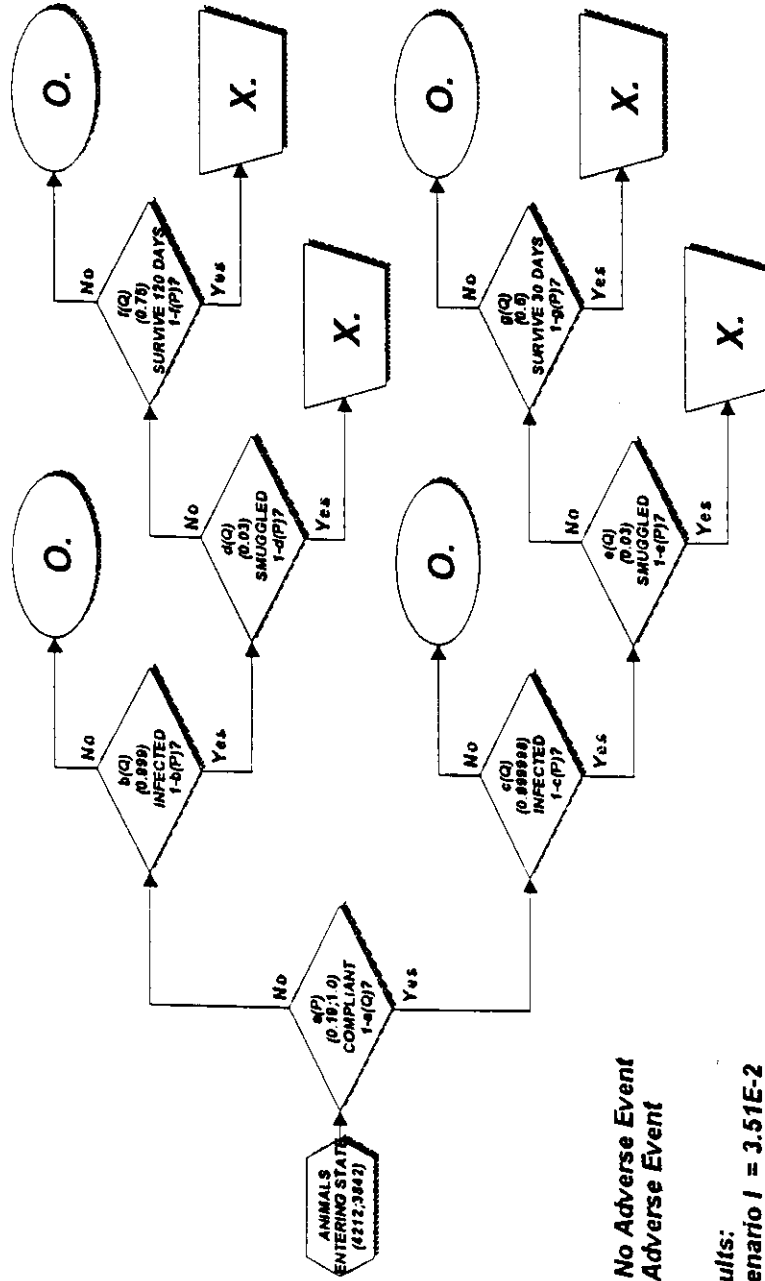 ANIMALS
ENTERING STATE
(4212;3842)
a(P)
(0.19;1.0)
COMPLIANT
1-a(Q)?
No
Yes
b(Q)
(0.999)
INFECTED
1-b(P)?
No
Yes
O.
d(Q)
(0.03)
SMUGGLED
1-d(P)?
No
Yes
X.
f(Q)
(0.75)
SURVIVE 120 DAYS
1-f(P)?
No
Yes
O.
X.
c(Q)
(0.999998)
INFECTED
1-c(P)?
No
Yes
O.
e(Q)
(0.03)
SMUGGLED
1-e(P)?
No
Yes
X.
g(Q)
(0.5)
SURVIVE 30 DAYS
1-g(P)?
No
Yes
O.
X.
No Adverse Event
Adverse Event
ults:
enario I = 3.51E-2